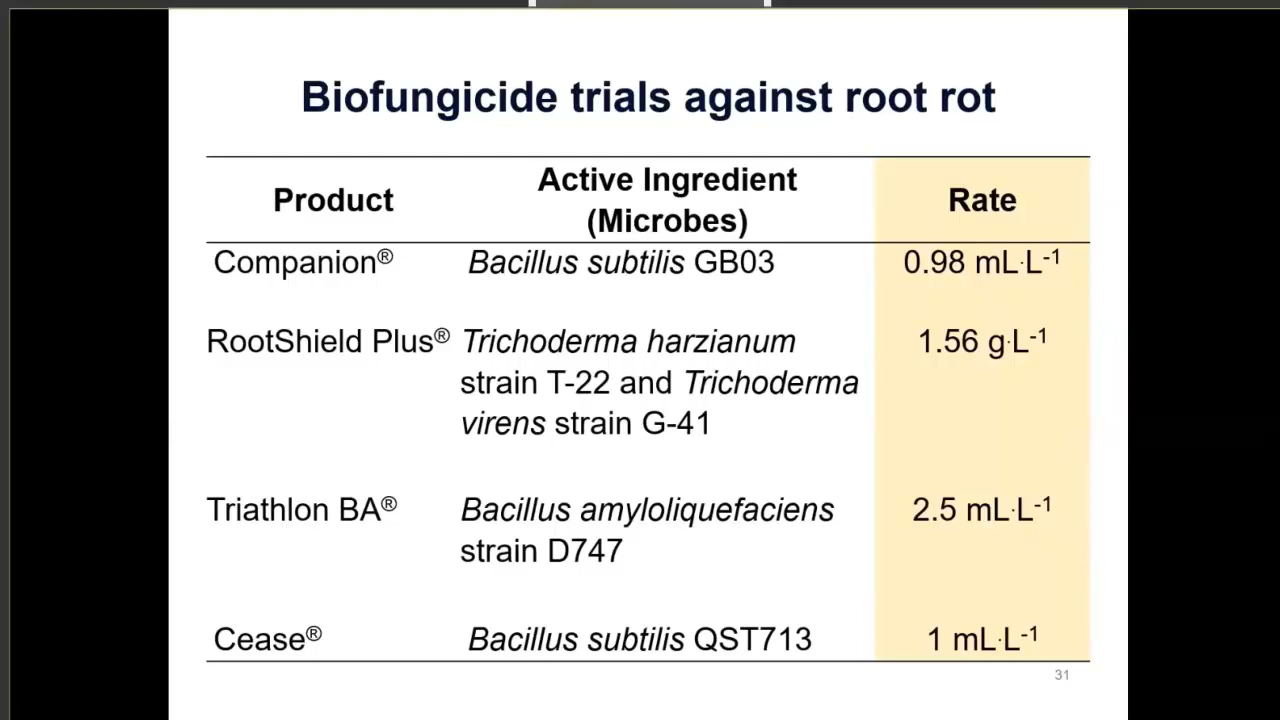 Biofungicide trials against root rot
Product Active Ingredient (Microbes) Rate
Companion® Bacillus subtilis GB03 0.98 mL·L⁻¹
RootShield Plus® Trichoderma harzianum 1.56 g·L⁻¹
strain T-22 and Trichoderma
virens strain G-41
Triathlon BA® Bacillus amyloliquefaciens 2.5 mL·L⁻¹
strain D747
Cease® Bacillus subtilis QST713 1 mL·L⁻¹
31